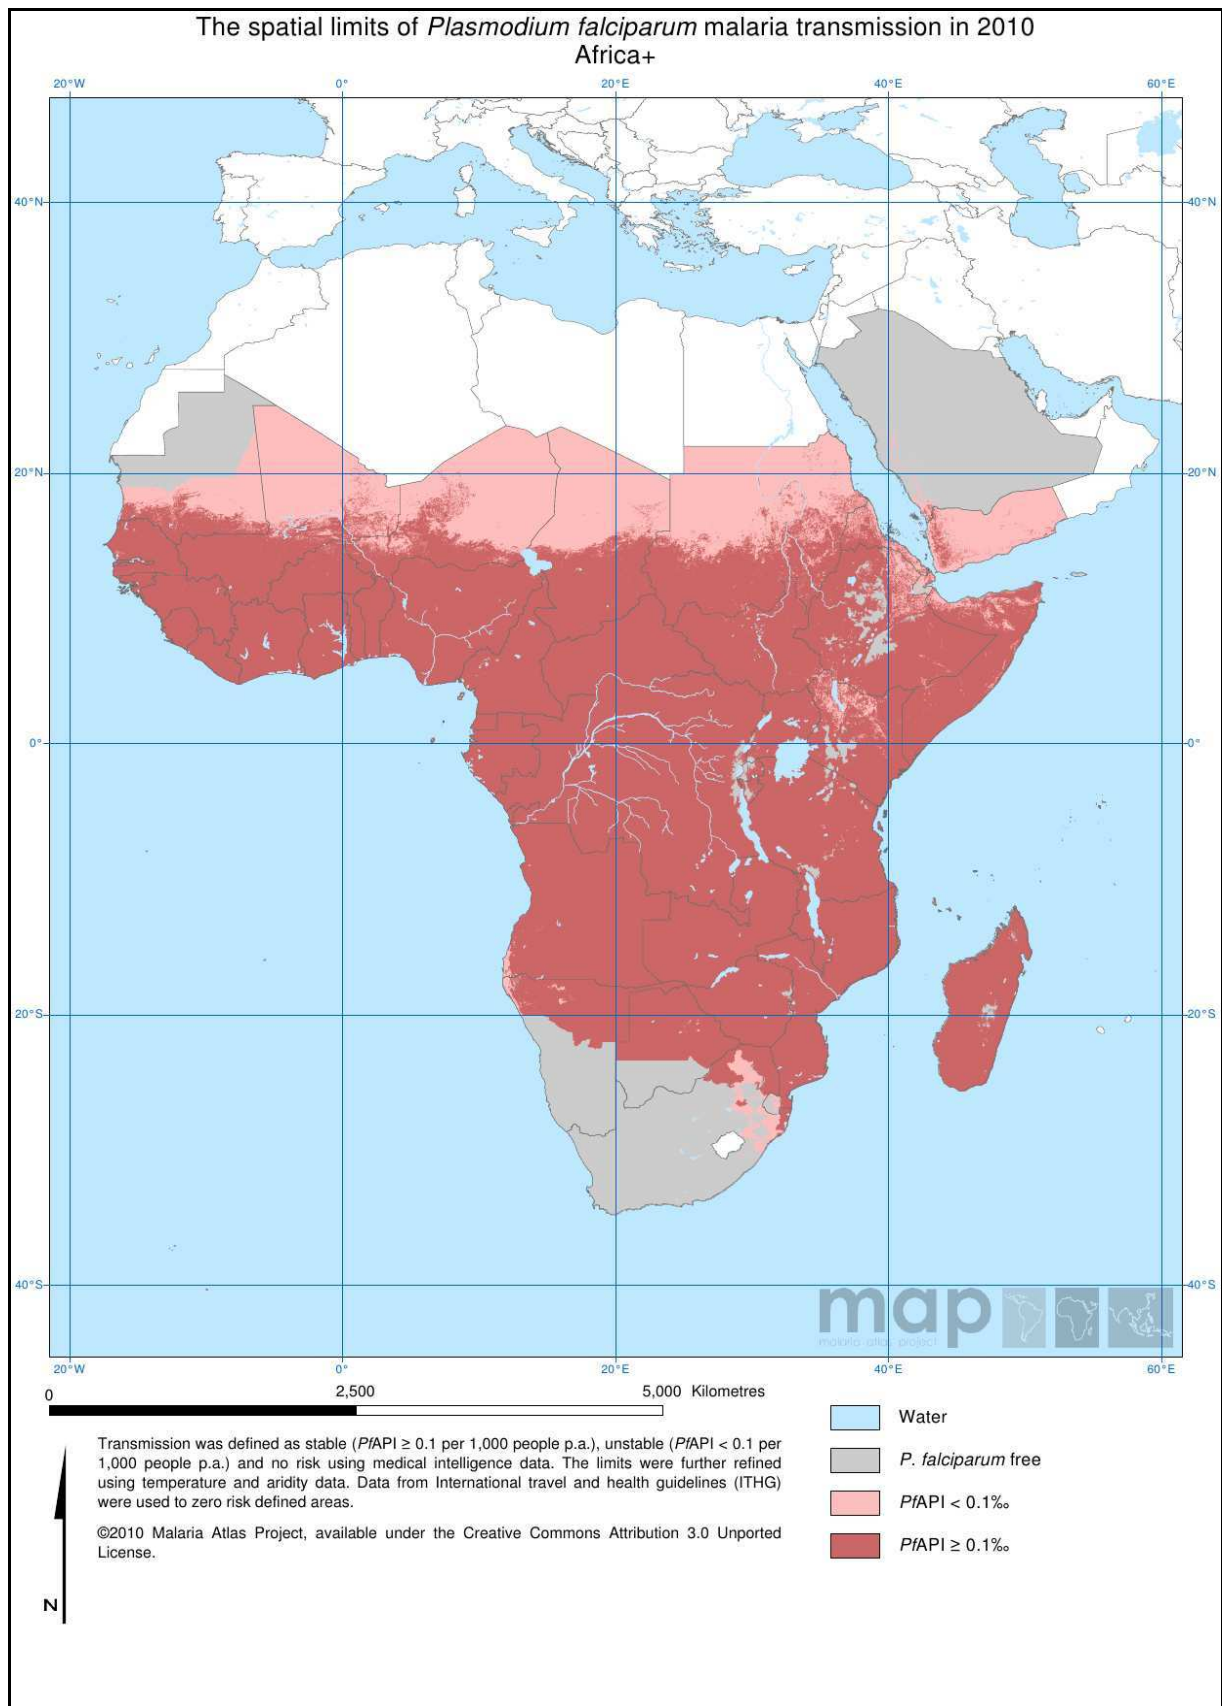 The spatial limits of Plasmodium falciparum malaria transmission in 2010
Africa+
20°W 0° 20°E 40°E 60°E
40°N 40°N
20°N 20°N
0° 0°
20°S 20°S
40°S 40°S
map
malaria atlas project
20°W 0° 20°E 40°E 60°E
0 2,500 5,000 Kilometres
Water
Transmission was defined as stable (PfAPI ≥ 0.1 per 1,000 people p.a.), unstable (PfAPI < 0.1 per
1,000 people p.a.) and no risk using medical intelligence data. The limits were further refined
using temperature and aridity data. Data from International travel and health guidelines (ITHG)
were used to zero risk defined areas.
©2010 Malaria Atlas Project, available under the Creative Commons Attribution 3.0 Unported
License.
P. falciparum free
PfAPI < 0.1‰
PfAPI ≥ 0.1‰
N